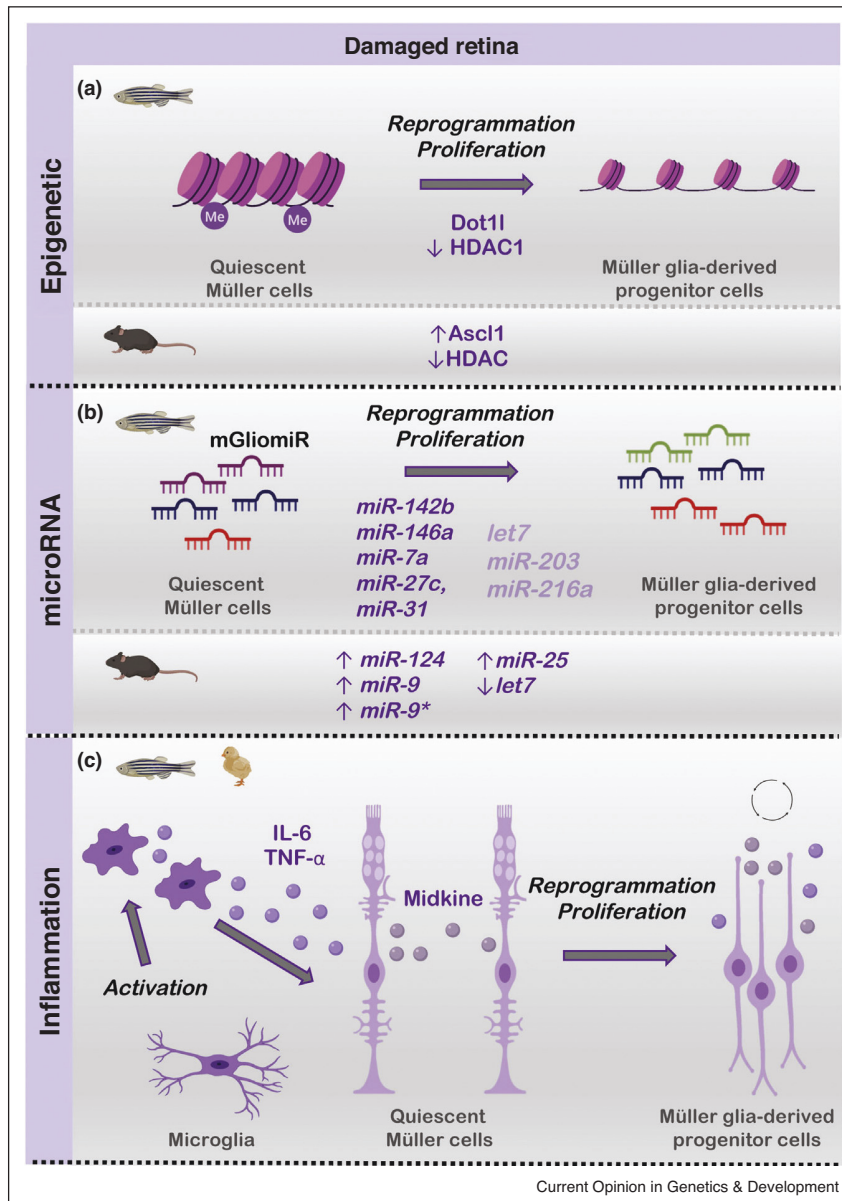 Damaged retina
Epigenetic
(a)
Reprogrammation
Proliferation
Me
Me
Dot1l
↓ HDAC1
Quiescent
Müller cells
Müller glia-derived
progenitor cells
↑Ascl1
↓HDAC
microRNA
(b)
mGliomiR
Reprogrammation
Proliferation
miR-142b
miR-146a
miR-7a
miR-27c,
miR-31
let7
miR-203
miR-216a
Quiescent
Müller cells
Müller glia-derived
progenitor cells
↑ miR-124
↑ miR-9
↑ miR-9*
↑ miR-25
↓ let7
Inflammation
(c)
IL-6
TNF-α
Midkine
Reprogrammation
Proliferation
Activation
Microglia
Quiescent
Müller cells
Müller glia-derived
progenitor cells
Current Opinion in Genetics & Development